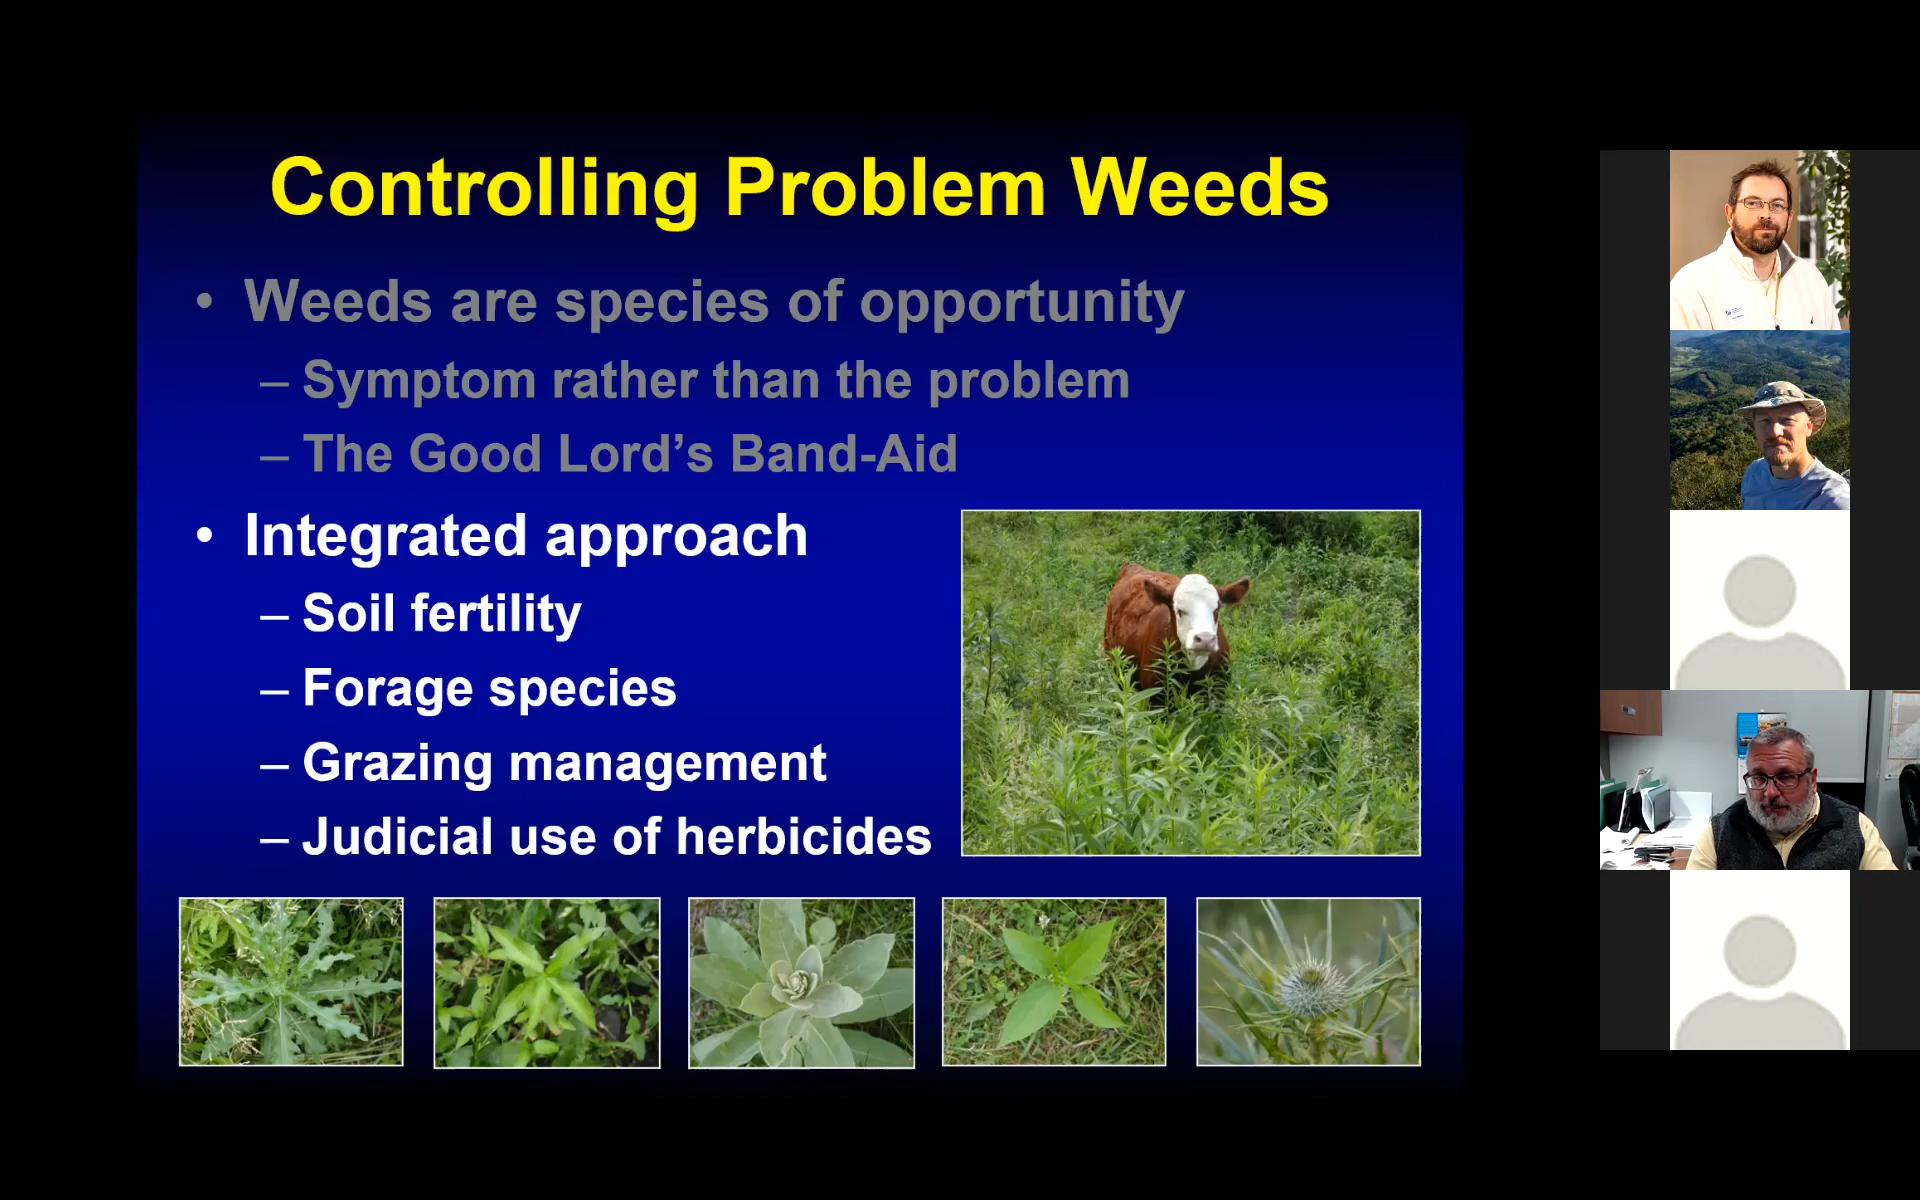 Controlling Problem Weeds
• Weeds are species of opportunity
– Symptom rather than the problem
– The Good Lord’s Band-Aid
• Integrated approach
– Soil fertility
– Forage species
– Grazing management
– Judicial use of herbicides